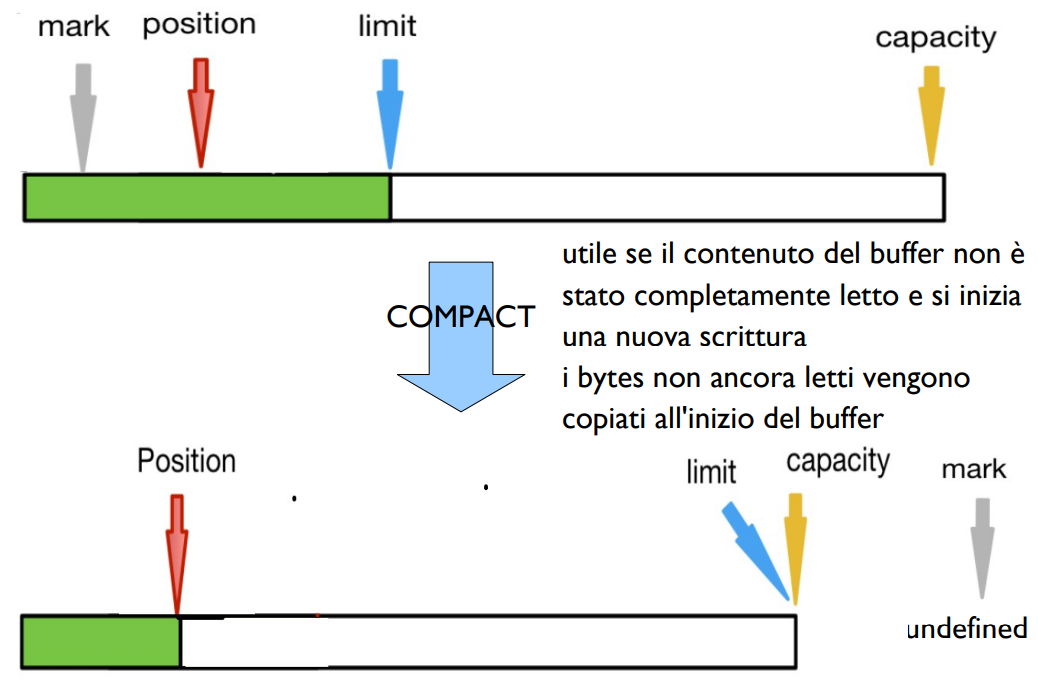 mark position limit capacity
utile se il contenuto del buffer non è
stato completamente letto e si inizia
COMPACT
una nuova scrittura
i bytes non ancora letti vengono
copiati all'inizio del buffer
Position limit capacity mark
undefined